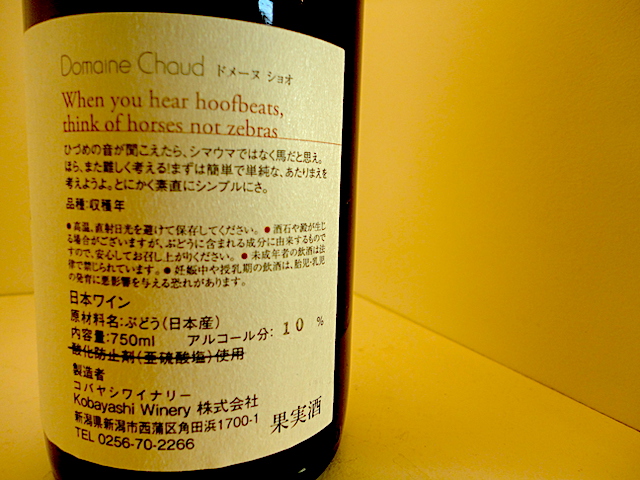 Domaine Chaud ドメーヌ ショオ
When you hear hoofbeats,
think of horses not zebras
ひづめの音が聞こえたら、シマウマではなく馬だと思え。
ほら、また難しく考える!まずは簡単で単純な、あたりまえを
考えようよ。とにかく素直にシンプルにさ。
品種:収穫年
●高温、直射日光を避けて保存してください。●酒石や澱が生じ
る場合がございますが、ぶどうに含まれる成分に由来するもので
すので、安心してお召し上がりください。●未成年者の飲酒は法
律で禁じられています。●妊娠中や授乳期の飲酒は、胎児・乳児
の発育に悪影響を与える恐れがあります。
日本ワイン
原材料名:ぶどう(日本産)
内容量:750ml アルコール分:10 %
酸化防止剤(亜硫酸塩)使用
製造者
コバヤシワイナリー
Kobayashi Winery 株式会社
新潟県新潟市西蒲区角田浜1700-1
TEL 0256-70-2266
果実酒